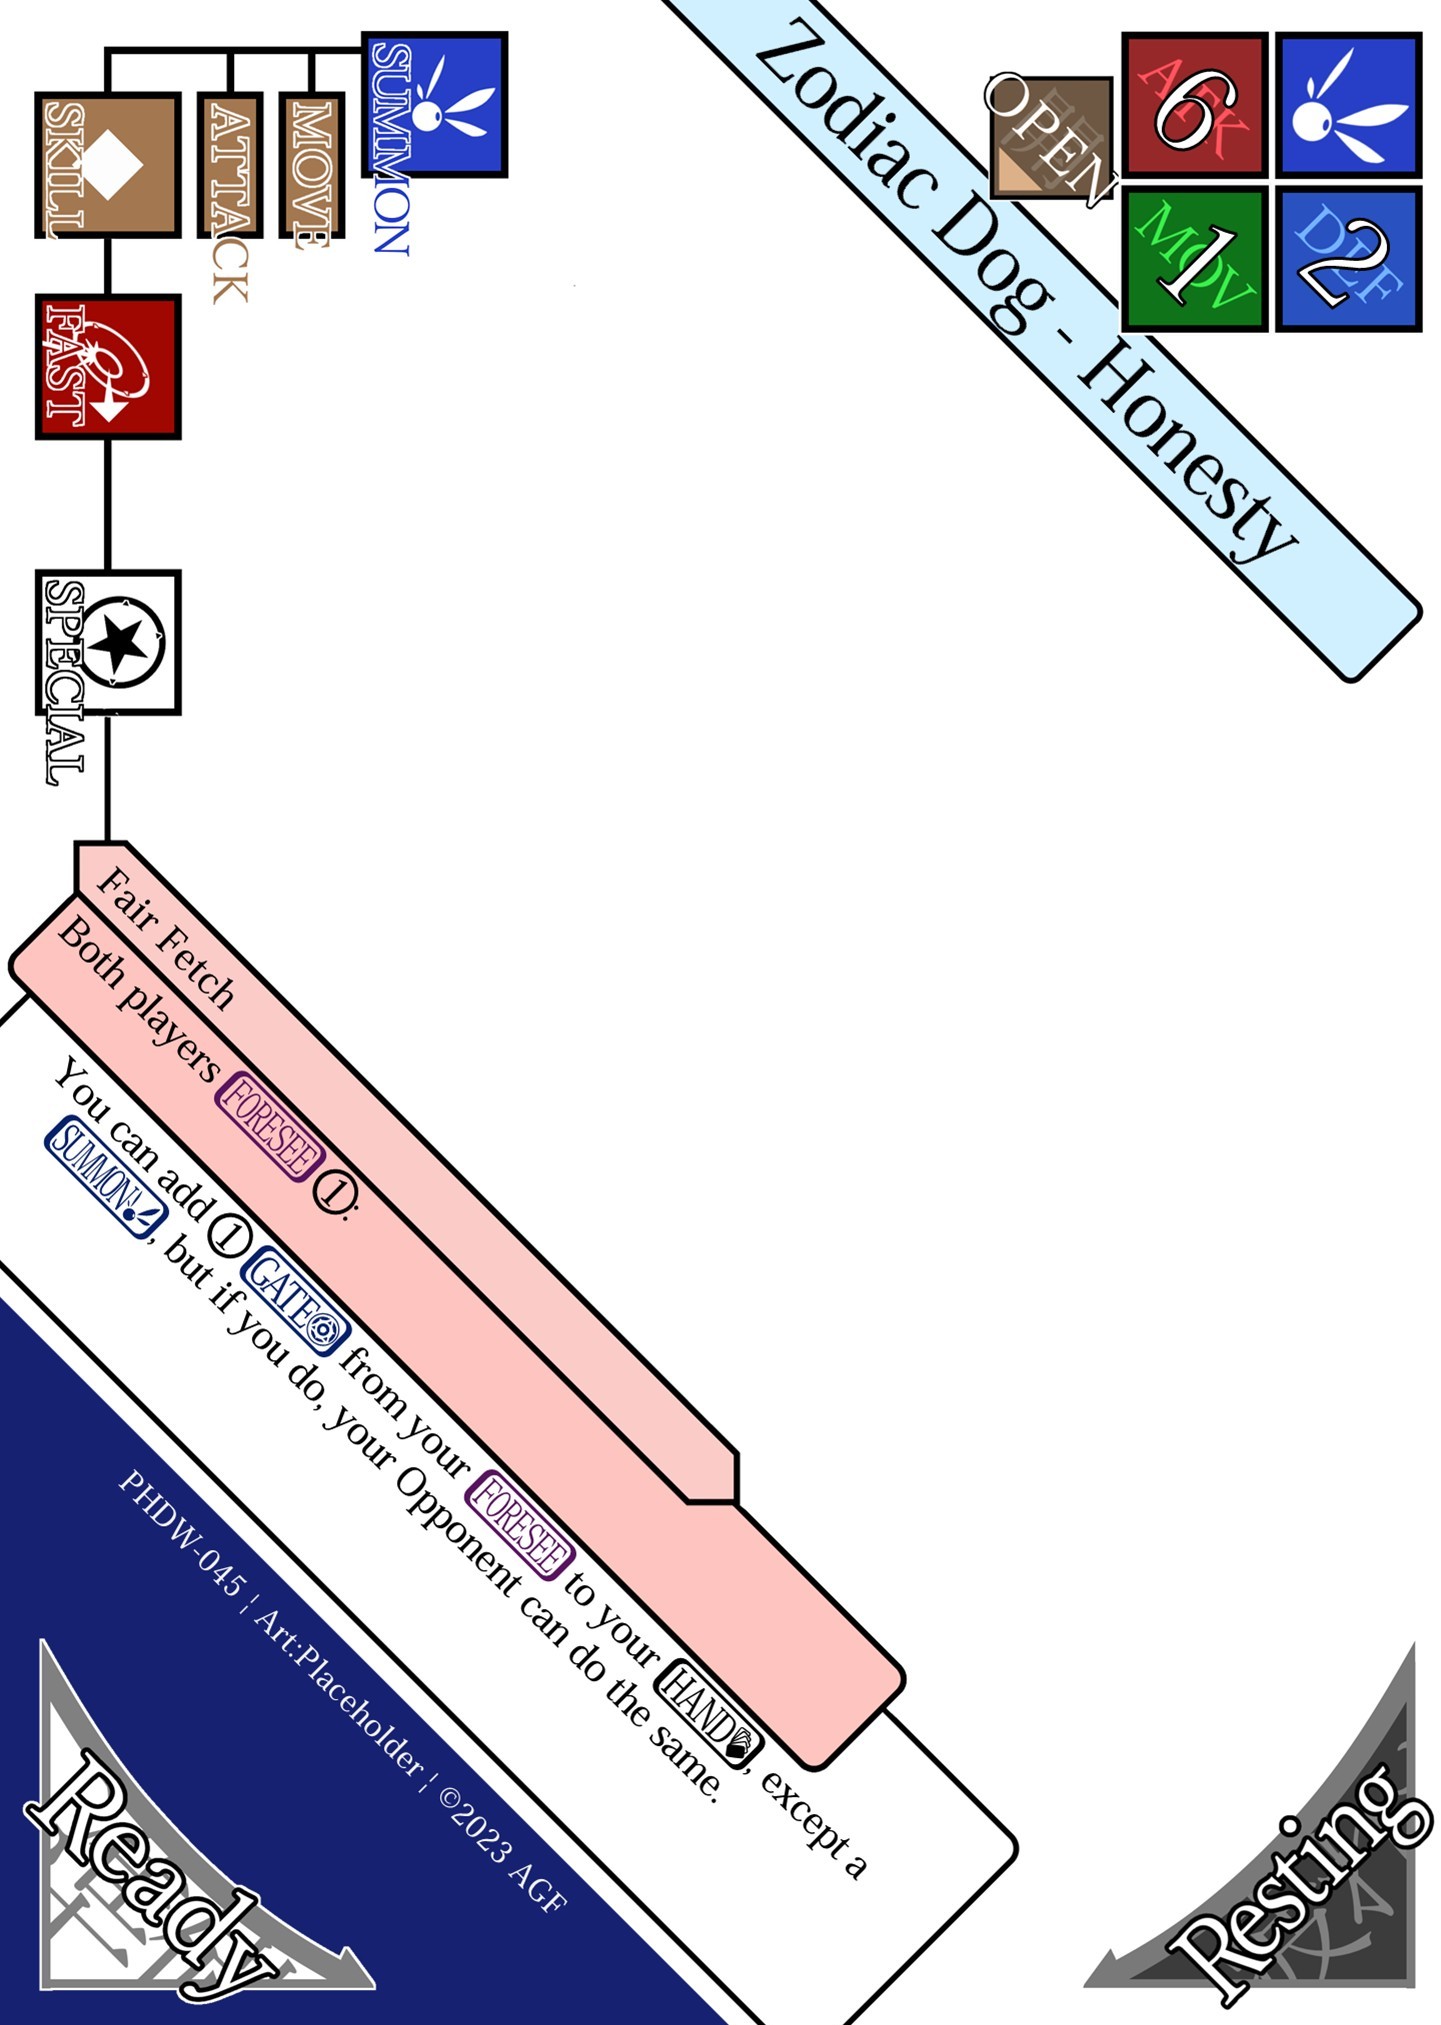 Zodiac Dog - Honesty
OPEN
ATK 6
MOV 1
DEF 2
SUMMON
MOVE
ATTACK
SKILL
FAST
SPECIAL
Fair Fetch
Both players FORESEE 1:
You can add 1 GATE from your FORESEE to your HAND, except a
SUMMON, but if you do, your Opponent can do the same.
PHDW-045 ¦ Art:Placeholder ¦ ©2023 AGF
Ready
Resting